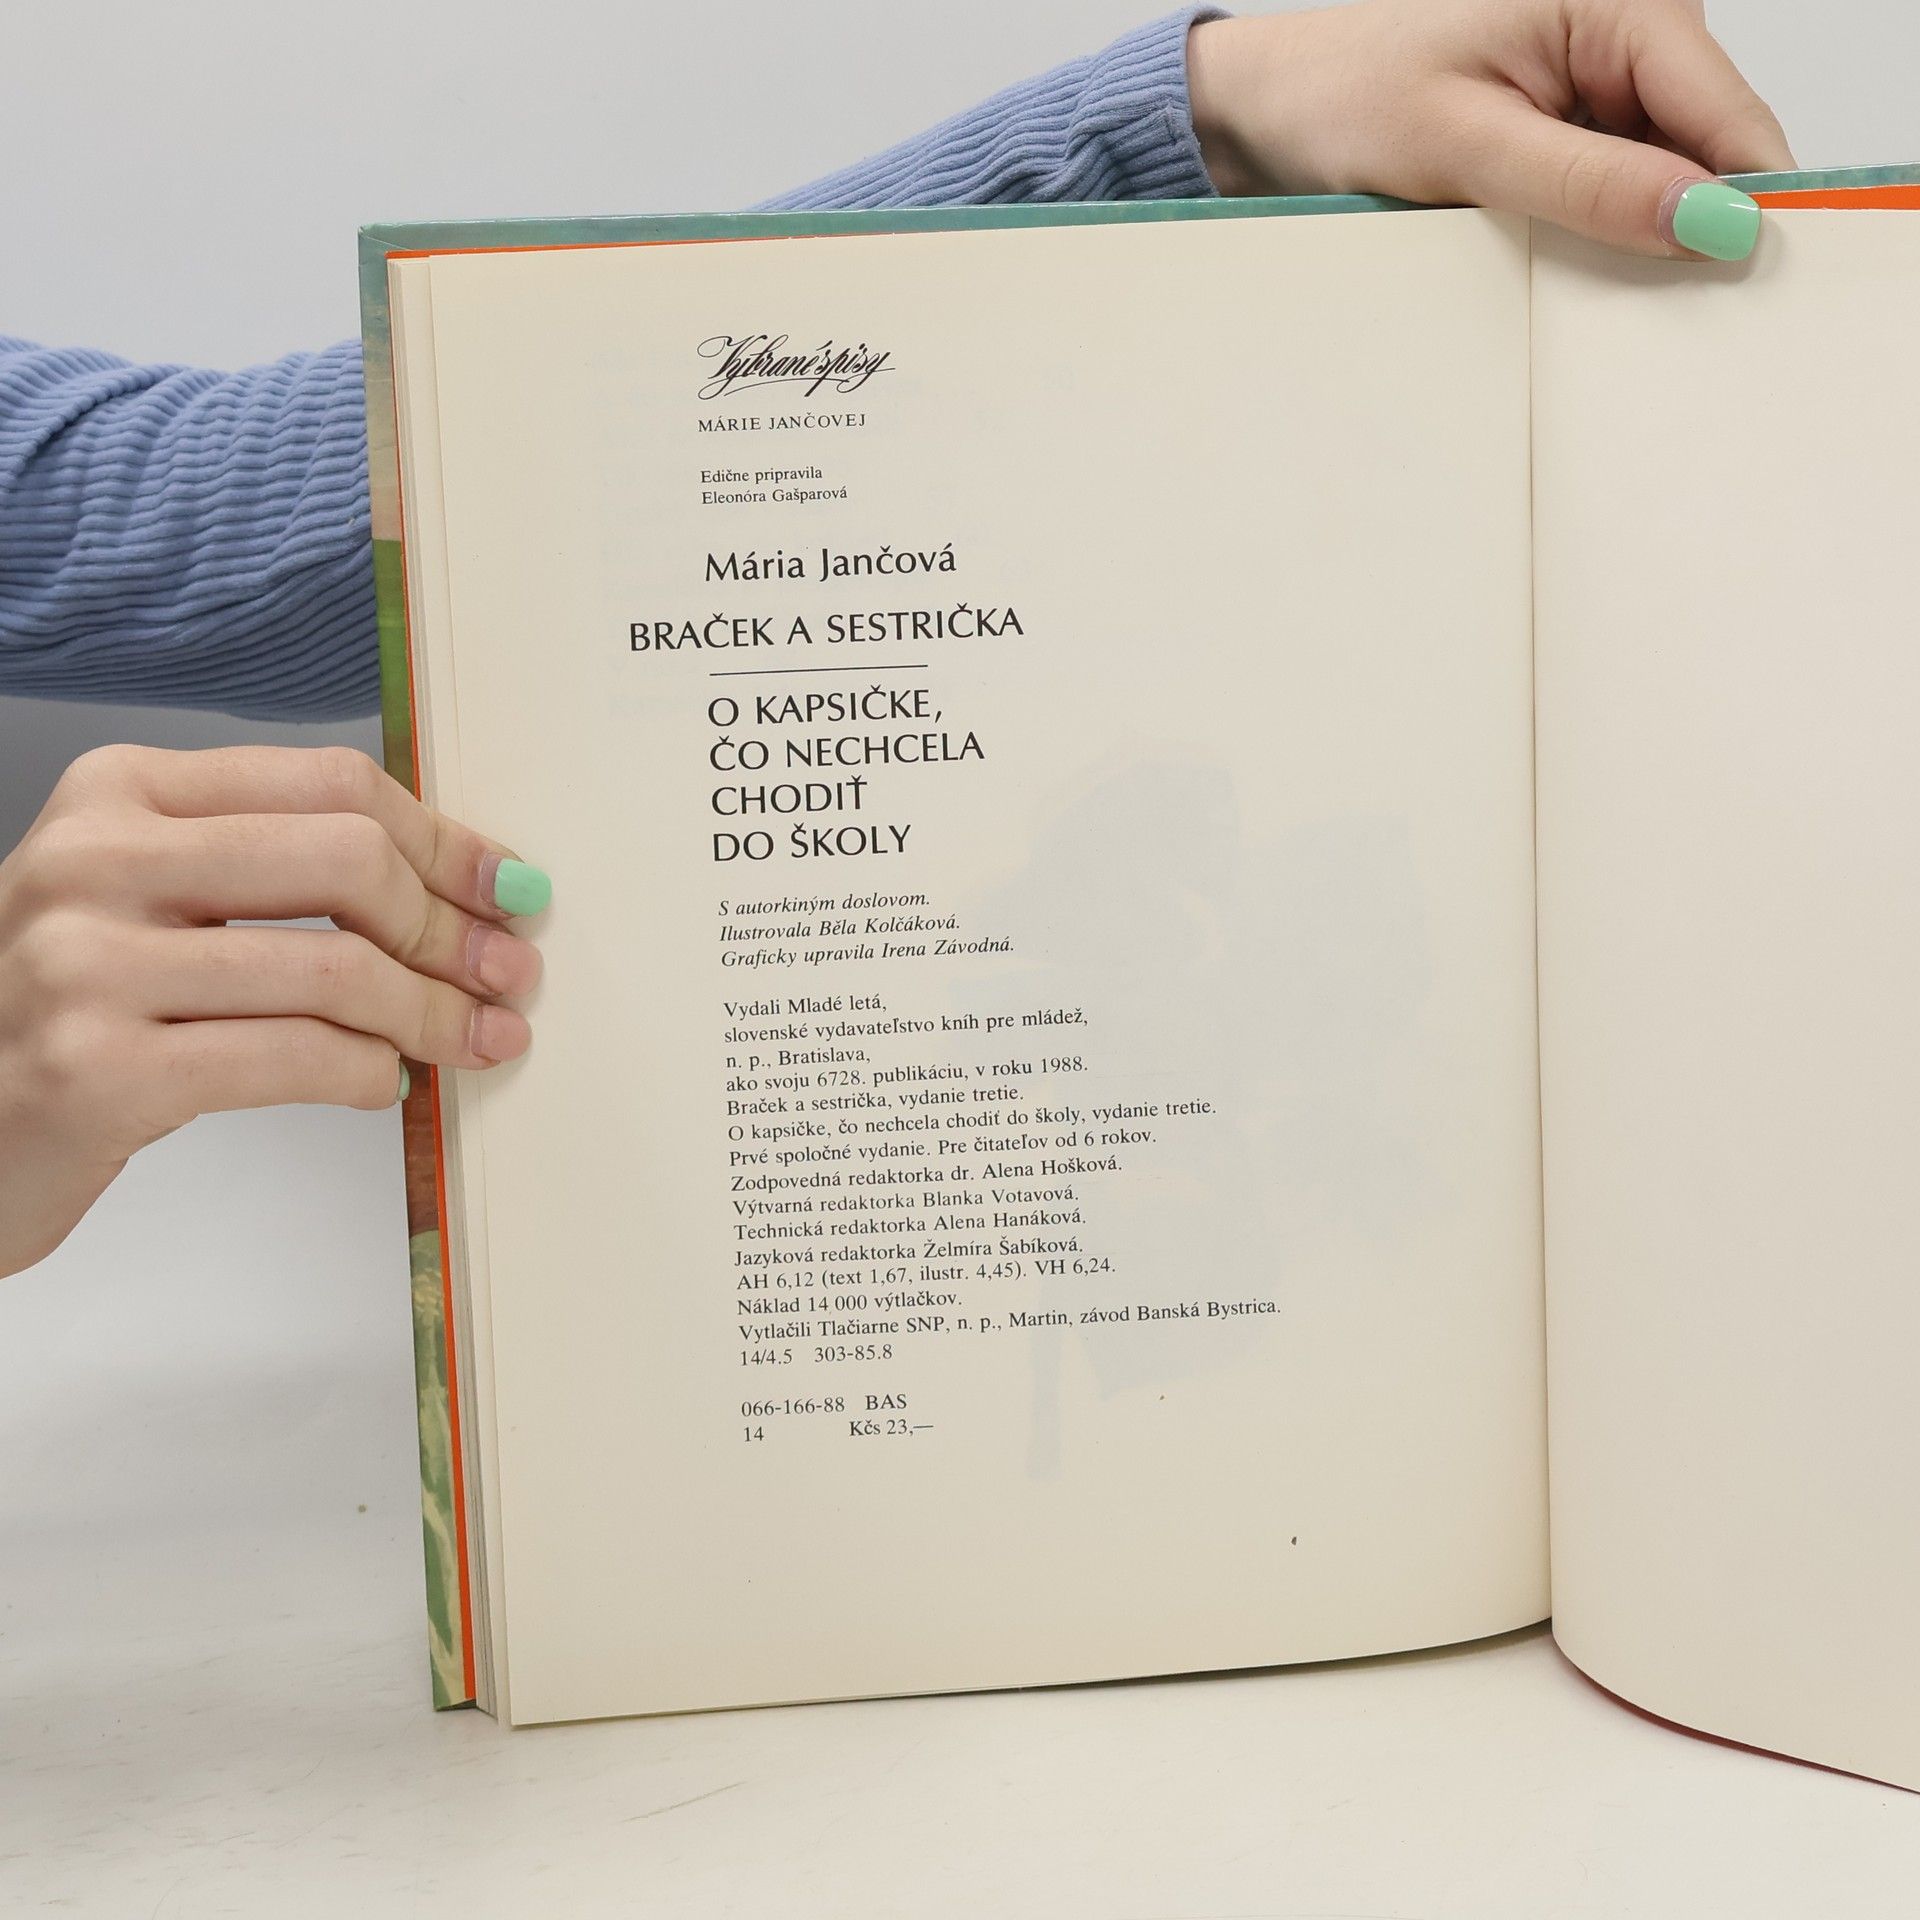 Vybrané spisy
MÁRIE JANČOVEJ
Edične pripravila
Eleonóra Gašparová
Mária Jančová
BRAČEK A SESTRIČKA
O KAPSIČKE,
ČO NECHCELA
CHODIŤ
DO ŠKOLY
S autorkiným doslovom.
Ilustrovala Běla Kolčáková.
Graficky upravila Irena Závodná.
Vydali Mladé letá,
slovenské vydavateľstvo kníh pre mládež,
n. p., Bratislava,
ako svoju 6728. publikáciu, v roku 1988.
Braček a sestrička, vydanie tretie.
O kapsičke, čo nechcela chodiť do školy, vydanie tretie.
Prvé spoločné vydanie. Pre čitateľov od 6 rokov.
Zodpovedná redaktorka dr. Alena Hošková.
Výtvarná redaktorka Blanka Votavová.
Technická redaktorka Alena Hanáková.
Jazyková redaktorka Želmíra Šabíková.
AH 6,12 (text 1,67, ilustr. 4,45). VH 6,24.
Náklad 14 000 výtlačkov.
Vytlačili Tlačiarne SNP, n. p., Martin, závod Banská Bystrica.
14/4.5 303-85.8
066-166-88 BAS
14 Kčs 23,—